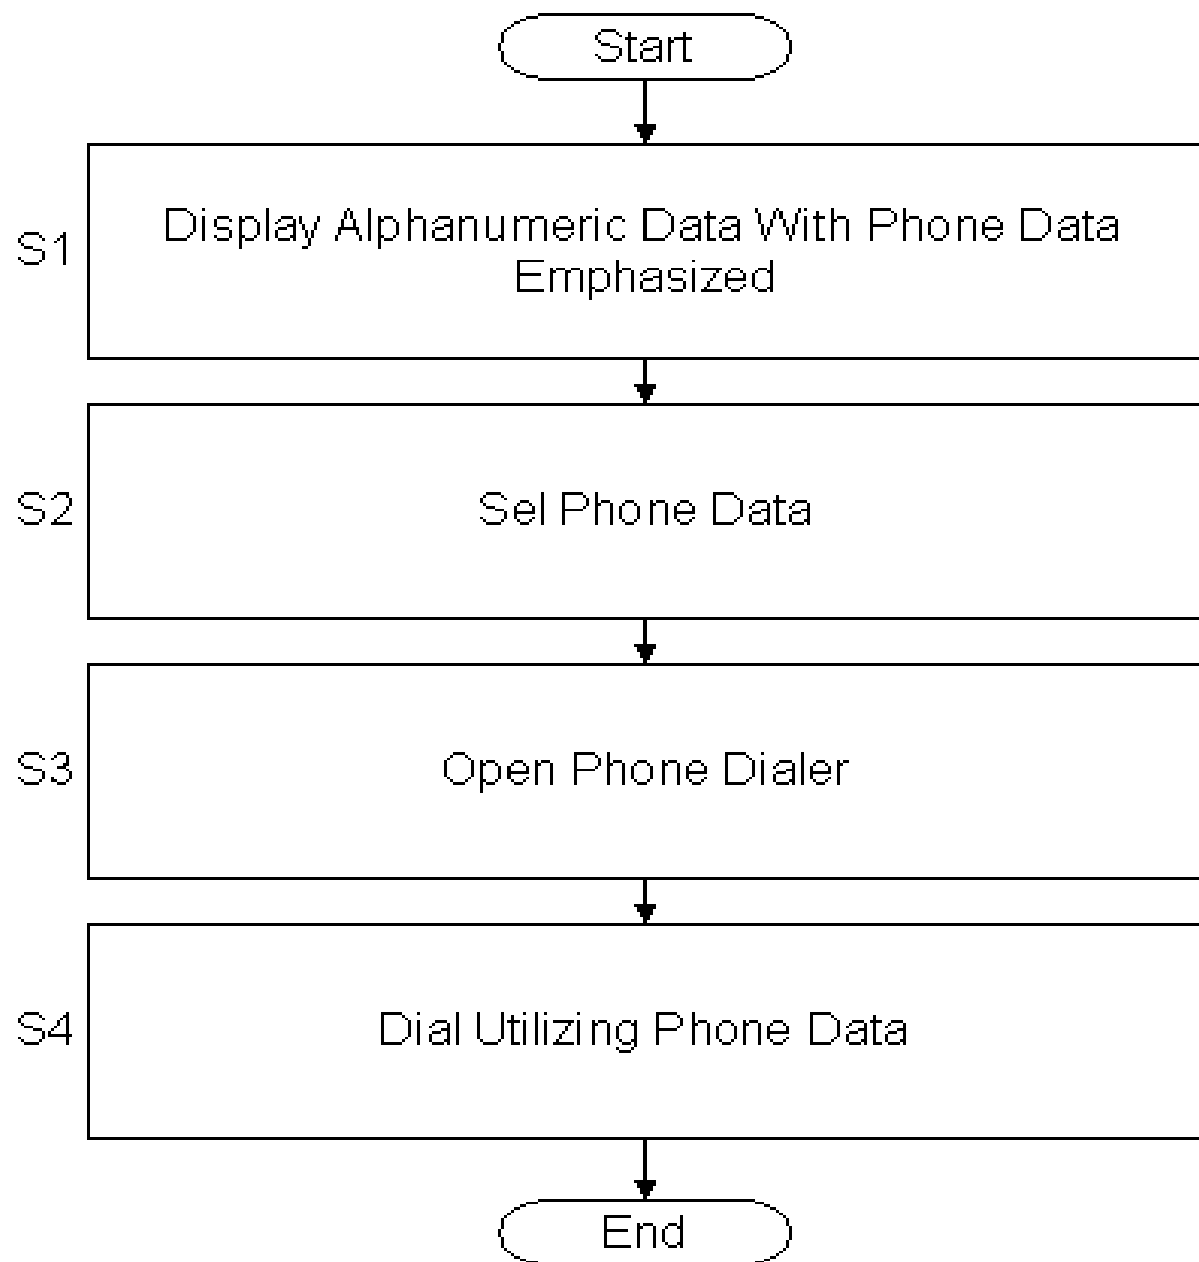 Start
S1
Display Alphanumeric Data With Phone Data
Emphasized
S2
Sel Phone Data
S3
Open Phone Dialer
S4
Dial Utilizing Phone Data
End